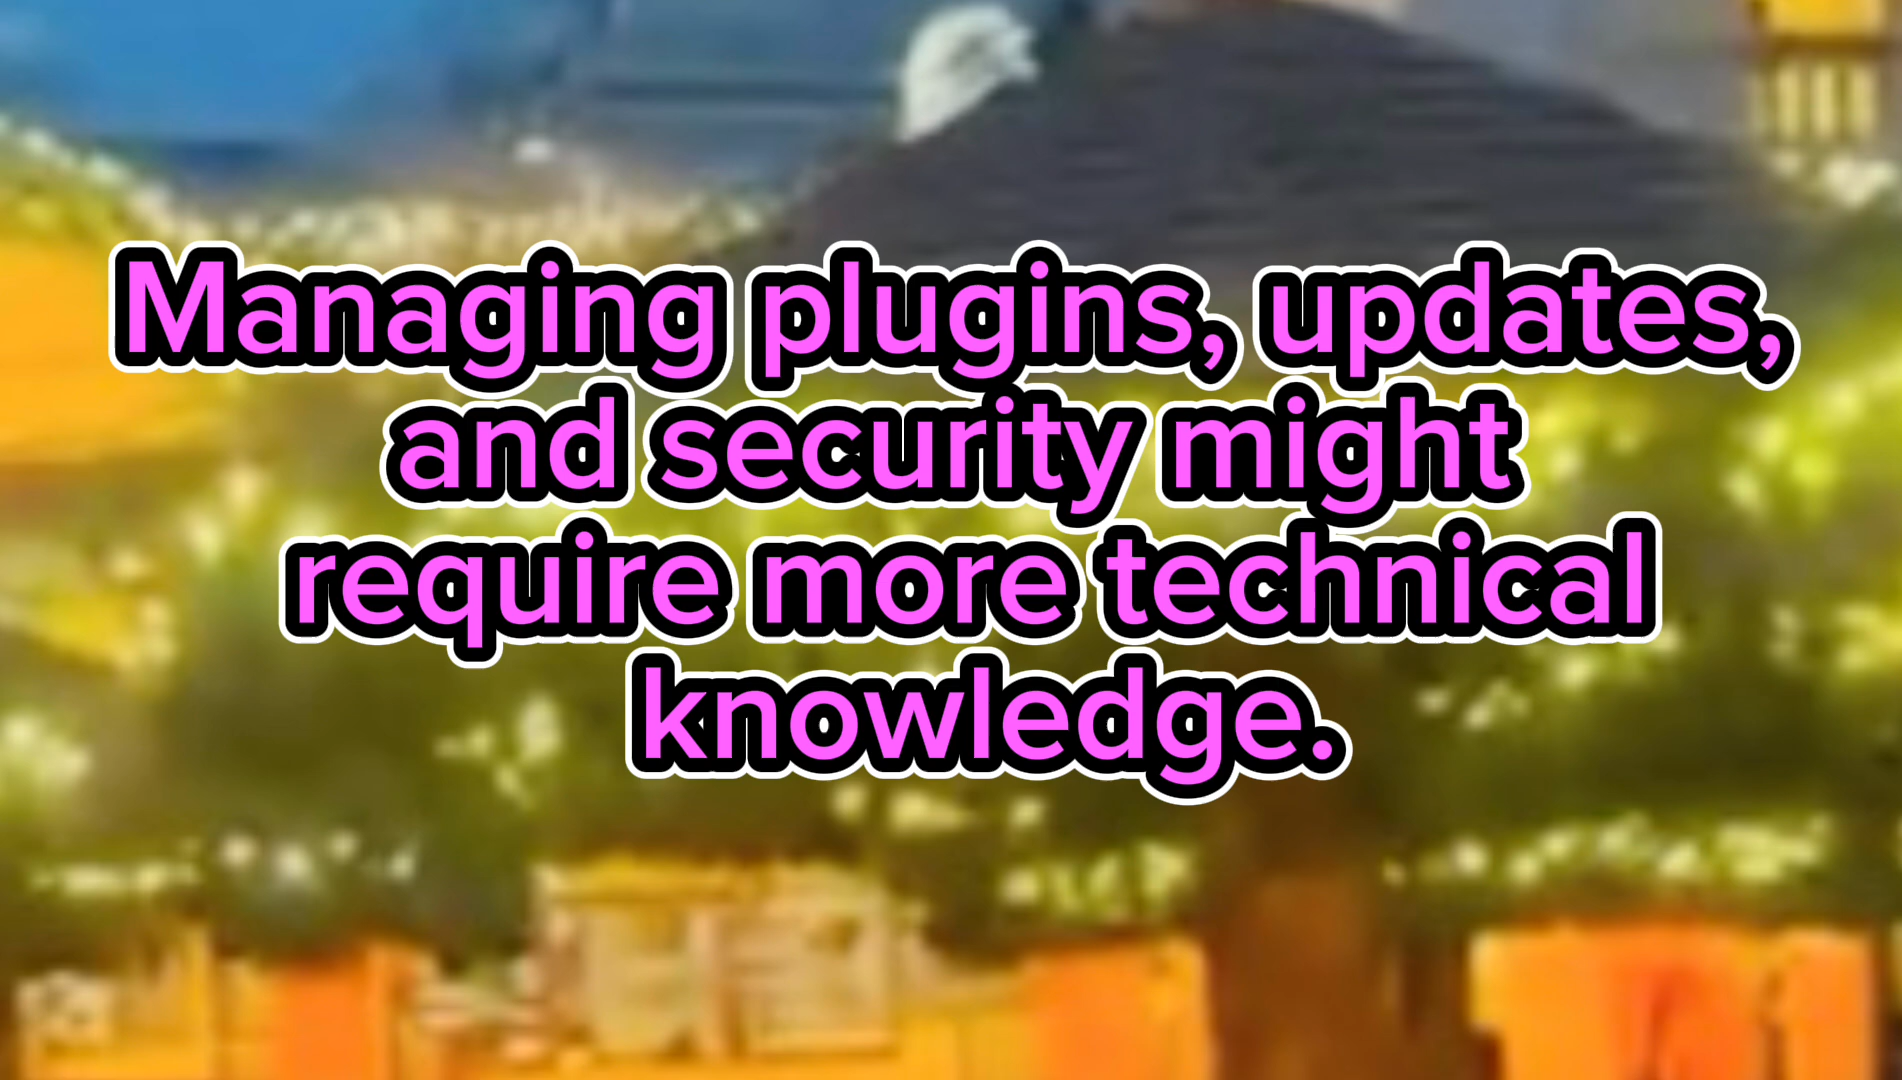 Managing plugins, updates,
and security might
require more technical
knowledge.